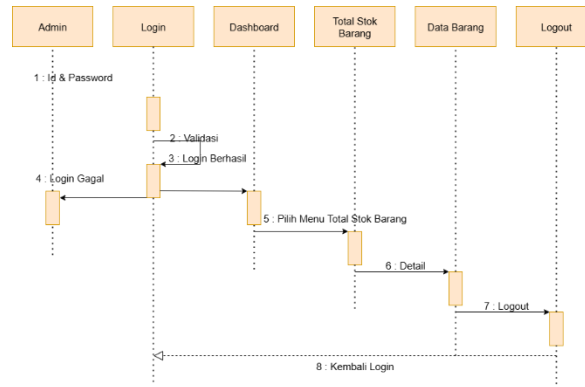 Admin
Login
Dashboard
Total Stok
Barang
Data Barang
Logout
1 : Id & Password
2 : Validasi
3 : Login Berhasil
4 : Login Gagal
5 : Pilih Menu Total Stok Barang
6 : Detail
7 : Logout
8 : Kembali Login